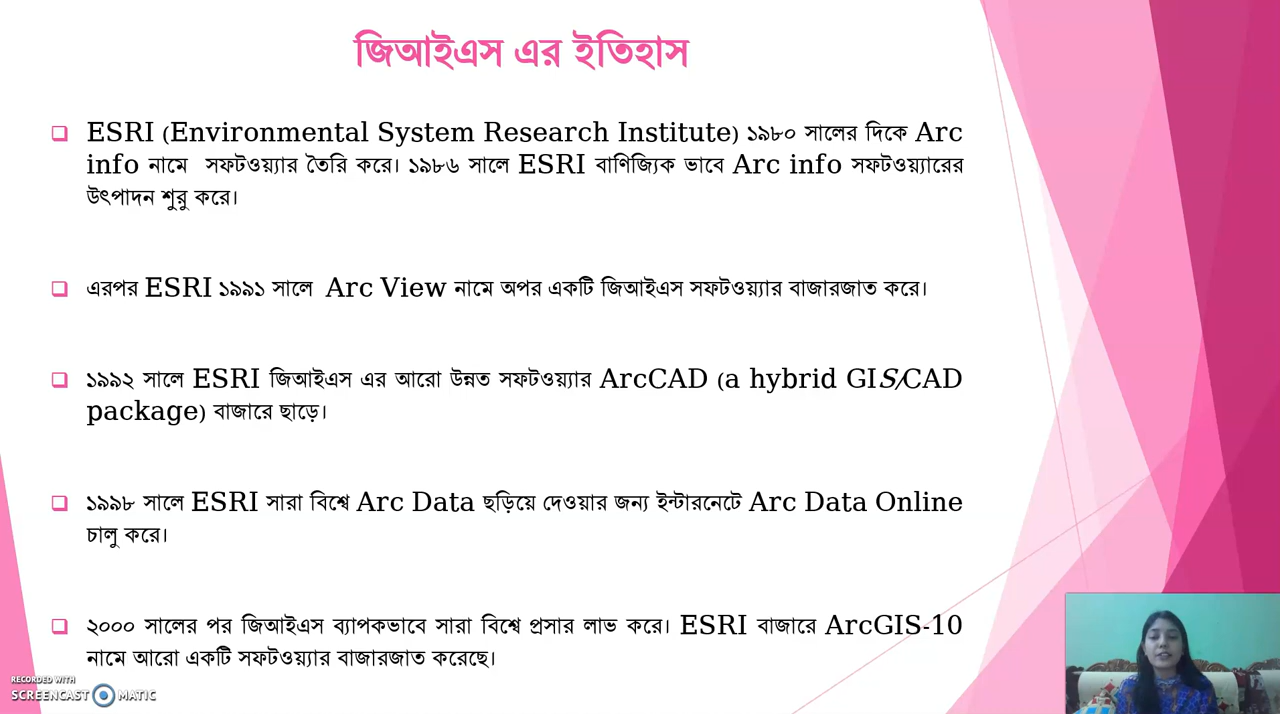 জিআইএস এর ইতিহাস
ESRI (Environmental System Research Institute) ১৯৮০ সালের দিকে Arc
info নামে সফটওয়্যার তৈরি করে। ১৯৮৬ সালে ESRI বাণিজ্যিক ভাবে Arc info সফটওয়্যারের
উৎপাদন শুরু করে।
এরপর ESRI ১৯৯১ সালে Arc View নামে অপর একটি জিআইএস সফটওয়্যার বাজারজাত করে।
১৯৯২ সালে ESRI জিআইএস এর আরো উন্নত সফটওয়্যার ArcCAD (a hybrid GIS/CAD
package) বাজারে ছাড়ে।
১৯৯৮ সালে ESRI সারা বিশ্বে Arc Data ছড়িয়ে দেওয়ার জন্য ইন্টারনেটে Arc Data Online
চালু করে।
২০০০ সালের পর জিআইএস ব্যাপকভাবে সারা বিশ্বে প্রসার লাভ করে। ESRI বাজারে ArcGIS-10
নামে আরো একটি সফটওয়্যার বাজারজাত করেছে।
RECORDED WITH
SCREENCAST MATIC